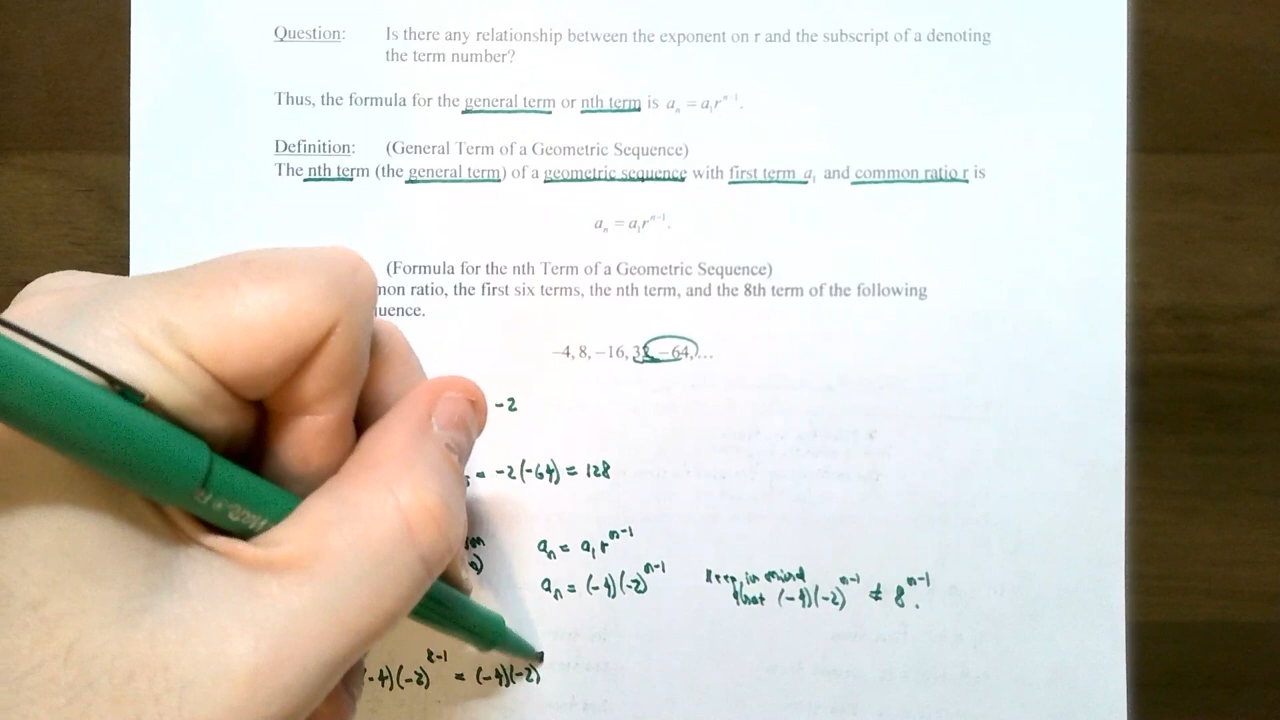 Question: Is there any relationship between the exponent on r and the subscript of a denoting
the term number?
Thus, the formula for the general term or nth term is aₙ = a₁rⁿ⁻¹.
Definition: (General Term of a Geometric Sequence)
The nth term (the general term) of a geometric sequence with first term a₁ and common ratio r is
aₙ = a₁rⁿ⁻¹.
(Formula for the nth Term of a Geometric Sequence)
ratio, the first six terms, the nth term, and the 8th term of the following
–4, 8, –16, 32, –64, …
-2
= -2(-64) = 128
aₙ = a₁rⁿ⁻¹
aₙ = (-4)(-2)ⁿ⁻¹
Keep in mind
that (-4)(-2)ⁿ⁻¹ ≠ 8ⁿ⁻¹.
-4)(-2)⁸⁻¹ = (-4)(-2)